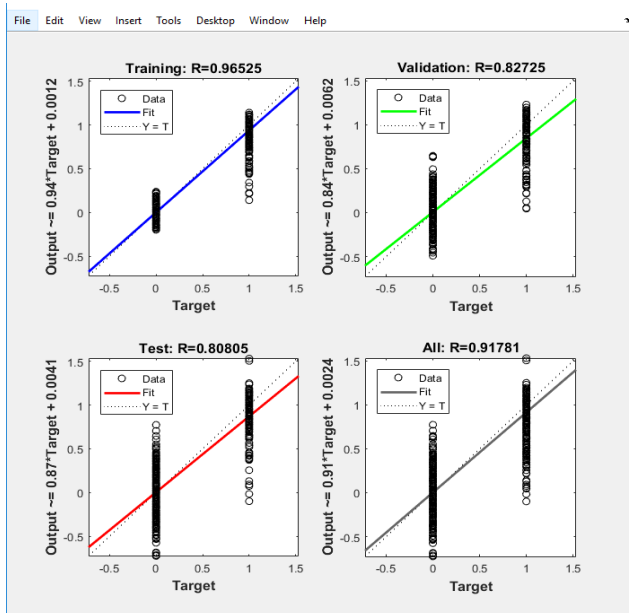 File Edit View Insert Tools Desktop Window Help
Training: R=0.96525
Output ~= 0.94*Target + 0.0012
1.5
1
0.5
0
-0.5
Data
Fit
Y = T
-0.5 0 0.5 1 1.5
Target
Validation: R=0.82725
Output ~= 0.84*Target + 0.0062
1.5
1
0.5
0
-0.5
Data
Fit
Y = T
-0.5 0 0.5 1 1.5
Target
Test: R=0.80805
Output ~= 0.87*Target + 0.0041
1.5
1
0.5
0
-0.5
Data
Fit
Y = T
-0.5 0 0.5 1 1.5
Target
All: R=0.91781
Output ~= 0.91*Target + 0.0024
1.5
1
0.5
0
-0.5
Data
Fit
Y = T
-0.5 0 0.5 1 1.5
Target